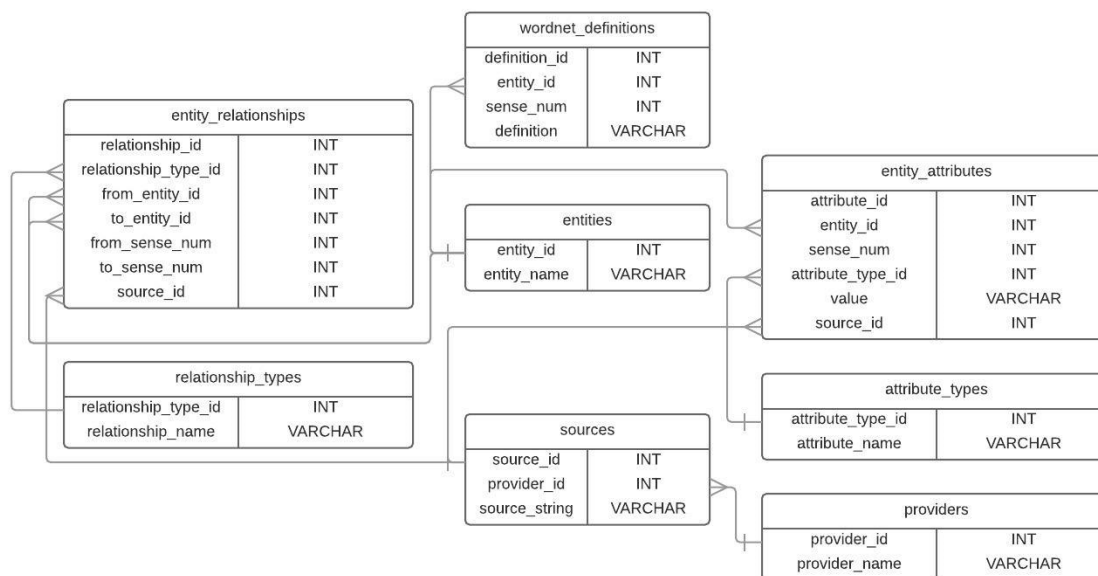 wordnet_definitions
definition_id INT
entity_id INT
sense_num INT
definition VARCHAR
entity_relationships
relationship_id INT
relationship_type_id INT
from_entity_id INT
to_entity_id INT
from_sense_num INT
to_sense_num INT
source_id INT
entity_attributes
attribute_id INT
entity_id INT
sense_num INT
attribute_type_id INT
value VARCHAR
source_id INT
entities
entity_id INT
entity_name VARCHAR
relationship_types
relationship_type_id INT
relationship_name VARCHAR
attribute_types
attribute_type_id INT
attribute_name VARCHAR
sources
source_id INT
provider_id INT
source_string VARCHAR
providers
provider_id INT
provider_name VARCHAR